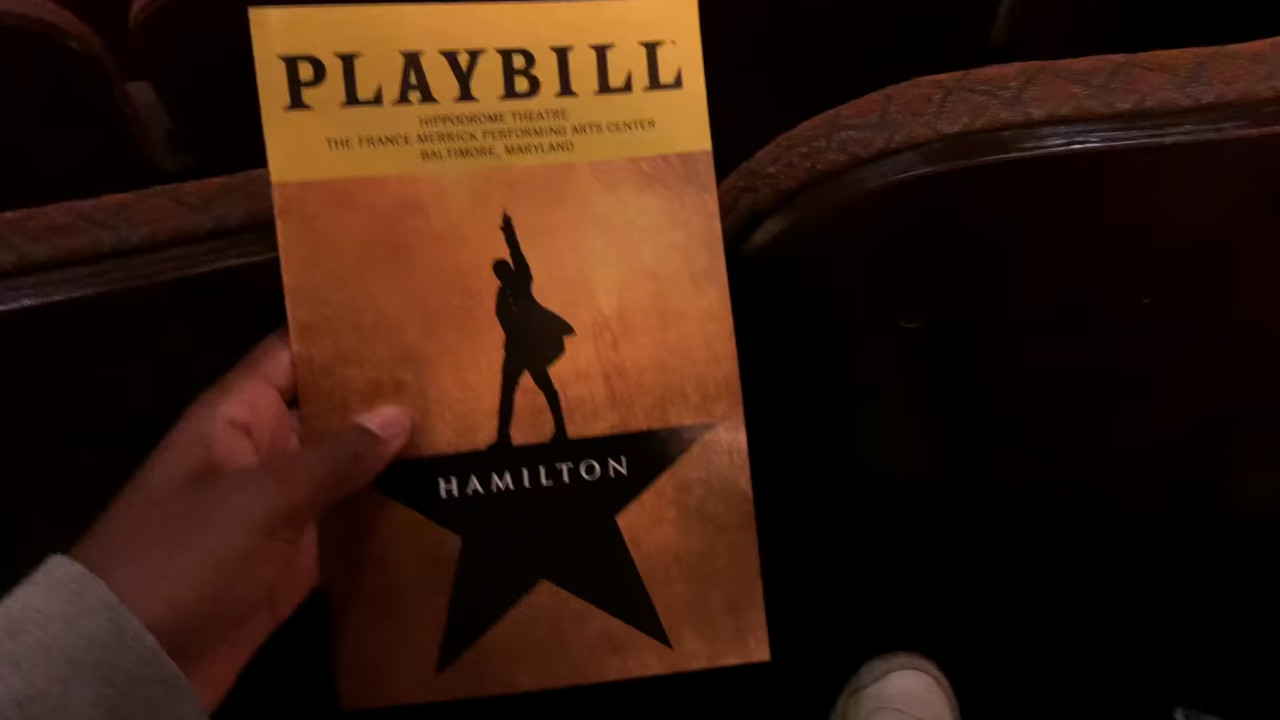 PLAYBILL
HIPPODROME THEATRE
THE FRANCE-MERRICK PERFORMING ARTS CENTER
BALTIMORE, MARYLAND
HAMILTON